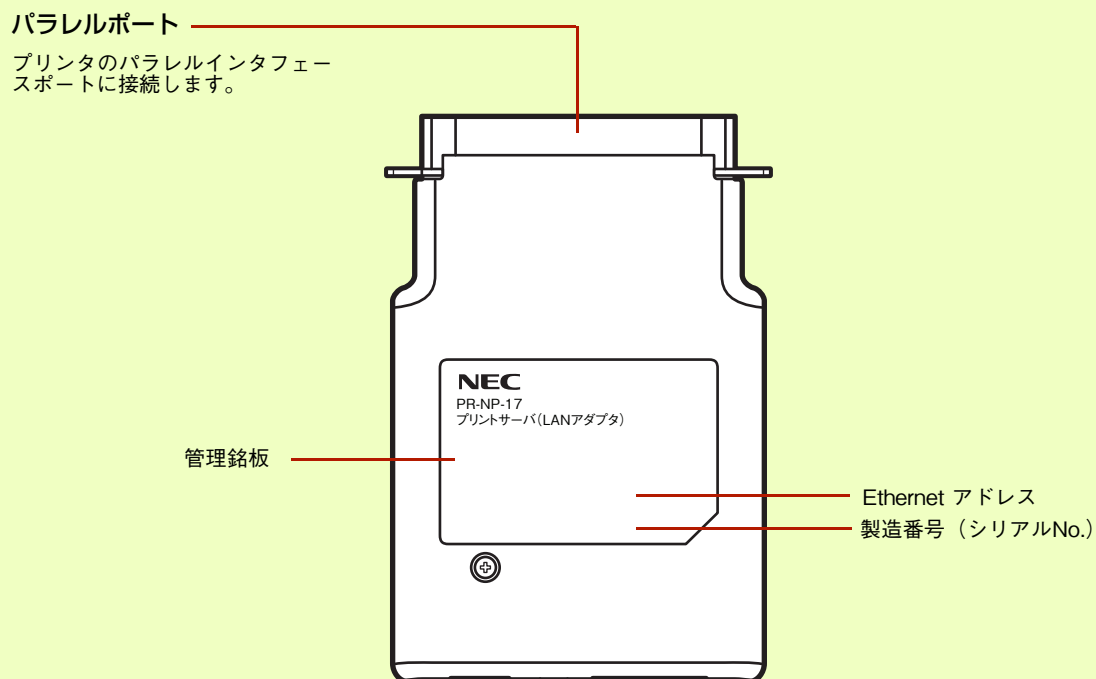 パラレルポート
プリンタのパラレルインタフェー
スポートに接続します。
NEC
PR-NP-17
プリントサーバ(LANアダプタ)
管理銘板
Ethernet アドレス
製造番号（シリアルNo.）